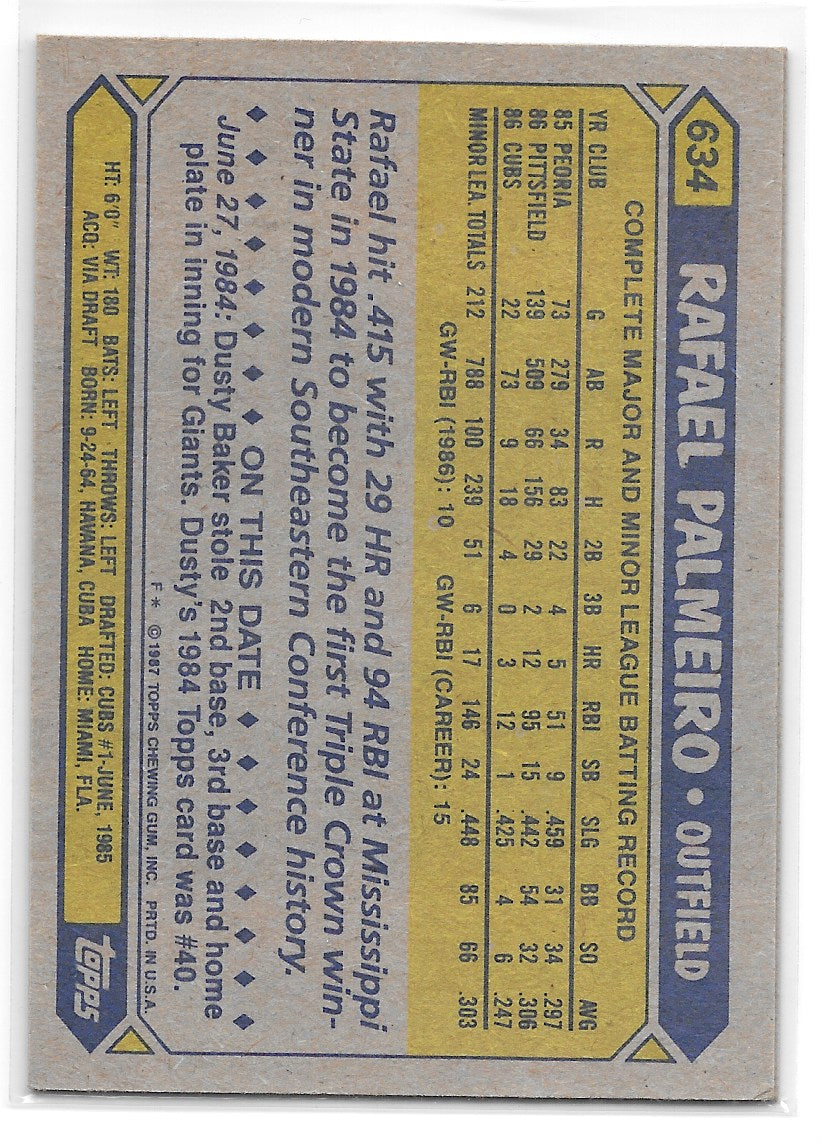 634 RAFAEL PALMEIRO • OUTFIELD
COMPLETE MAJOR AND MINOR LEAGUE BATTING RECORD
YR CLUB G AB R H 2B 3B HR RBI SB SLG BB SO AVG
85 PEORIA 73 279 34 83 22 4 5 51 9 .459 31 34 .297
86 PITTSFIELD 139 509 66 156 29 2 12 95 15 .442 54 32 .306
86 CUBS 22 73 9 18 4 0 3 12 1 .425 4 6 .247
MINOR LEA. TOTALS 212 788 100 239 51 6 17 146 24 .448 85 66 .303
GW-RBI (1986): 10 GW-RBI (CAREER): 15
Rafael hit .415 with 29 HR and 94 RBI at Mississippi
State in 1984 to become the first Triple Crown win-
ner in modern Southeastern Conference history.
ON THIS DATE
June 27, 1984: Dusty Baker stole 2nd base, 3rd base and home
plate in inning for Giants. Dusty's 1984 Topps card was #40.
F * © 1987 TOPPS CHEWING GUM, INC. PRTD. IN U.S.A.
HT: 6'0" WT: 180 BATS: LEFT THROWS: LEFT DRAFTED: CUBS #1-JUNE, 1985
ACQ: VIA DRAFT BORN: 9-24-64, HAVANA, CUBA HOME: MIAMI, FLA.
topps